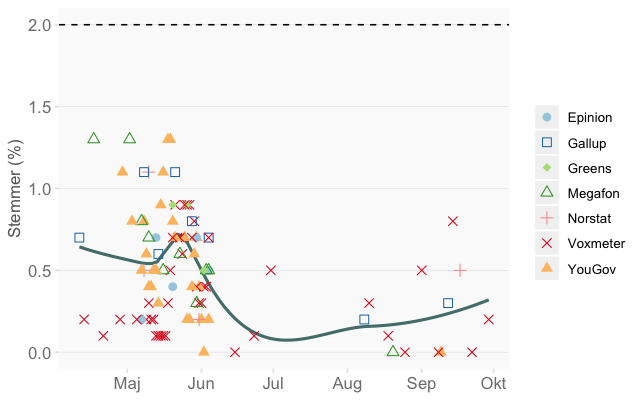 2.0
1.5
1.0
0.5
0.0
Stemmer (%)
Maj Jun Jul Aug Sep Okt
Epinion
Gallup
Greens
Megafon
Norstat
Voxmeter
YouGov